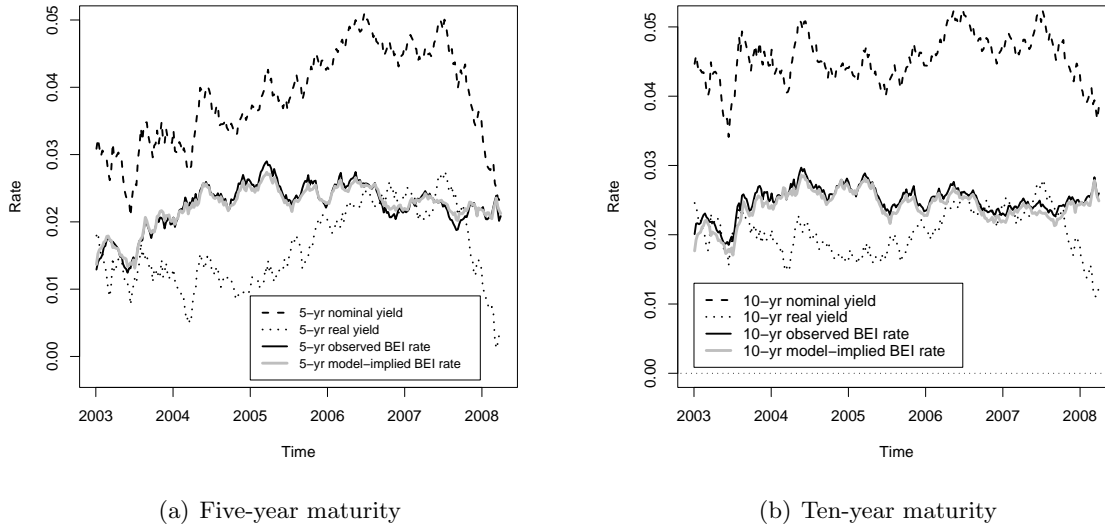 0.00 0.01 0.02 0.03 0.04 0.05
Rate
5−yr nominal yield
5−yr real yield
5−yr observed BEI rate
5−yr model−implied BEI rate
2003 2004 2005 2006 2007 2008
Time
(a) Five-year maturity
0.00 0.01 0.02 0.03 0.04 0.05
Rate
10−yr nominal yield
10−yr real yield
10−yr observed BEI rate
10−yr model−implied BEI rate
2003 2004 2005 2006 2007 2008
Time
(b) Ten-year maturity